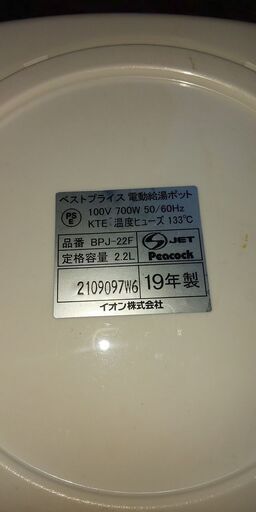 ベストプライス 電動給湯ポット
PS
E
100V 700W 50/60Hz
KTE 温度ヒューズ 133℃
品番 BPJ-22F
JET
定格容量 2.2L
Peacock
2109097W6
19年製
イオン株式会社